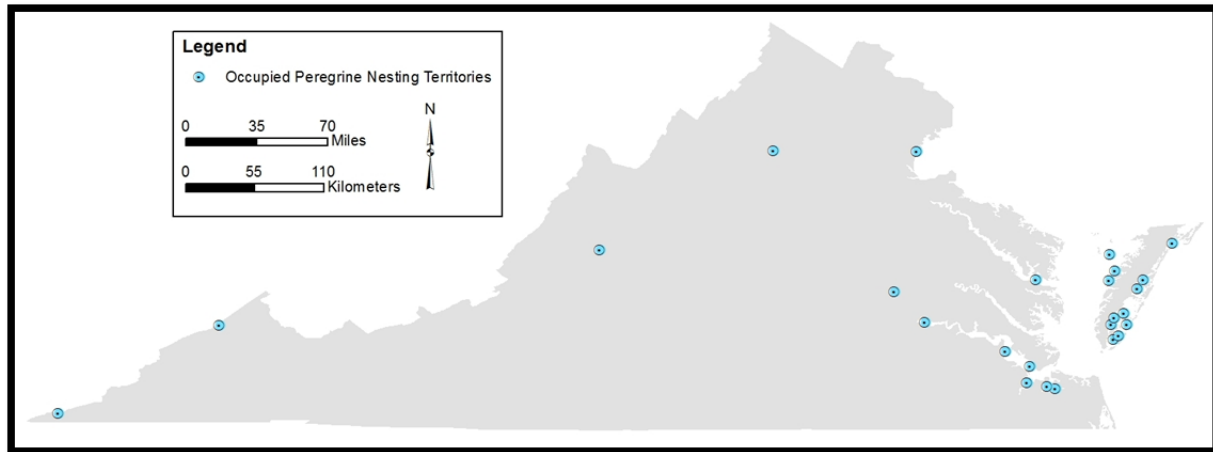 Legend
Occupied Peregrine Nesting Territories
N
0 35 70
Miles
0 55 110
Kilometers